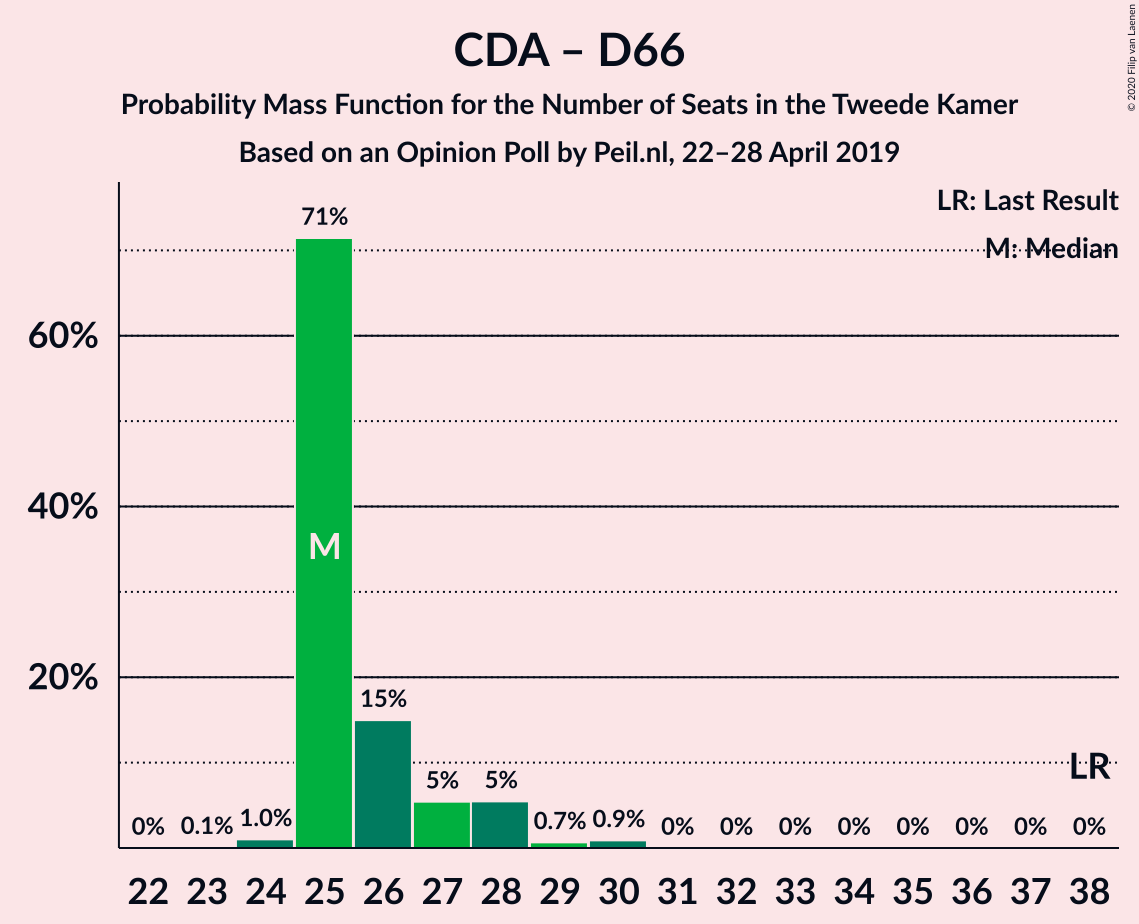 CDA – D66
Probability Mass Function for the Number of Seats in the Tweede Kamer
Based on an Opinion Poll by Peil.nl, 22–28 April 2019
© 2020 Filip van Laenen
LR: Last Result
M: Median
60%
40%
20%
71%
M
15%
LR
0% 0.1% 1.0% 5% 5% 0.7% 0.9% 0% 0% 0% 0% 0% 0% 0% 0%
22 23 24 25 26 27 28 29 30 31 32 33 34 35 36 37 38